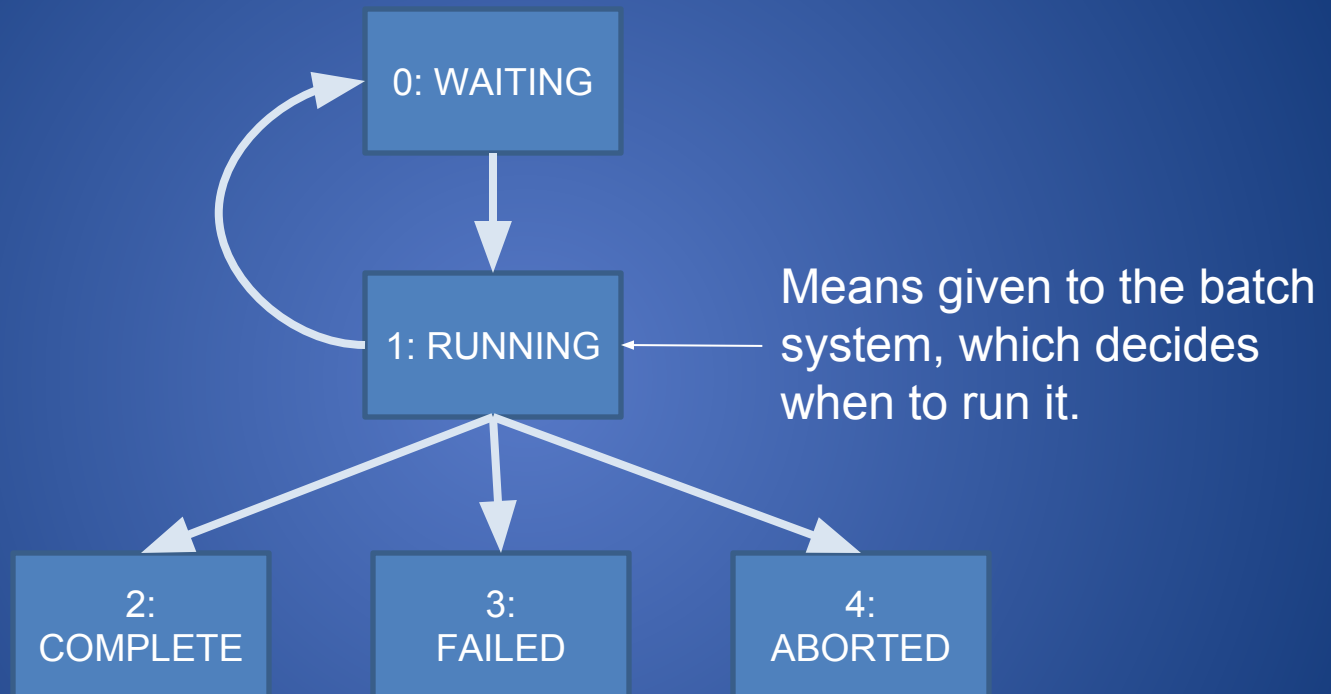 0: WAITING
1: RUNNING
Means given to the batch
system, which decides
when to run it.
2:
COMPLETE
3:
FAILED
4:
ABORTED